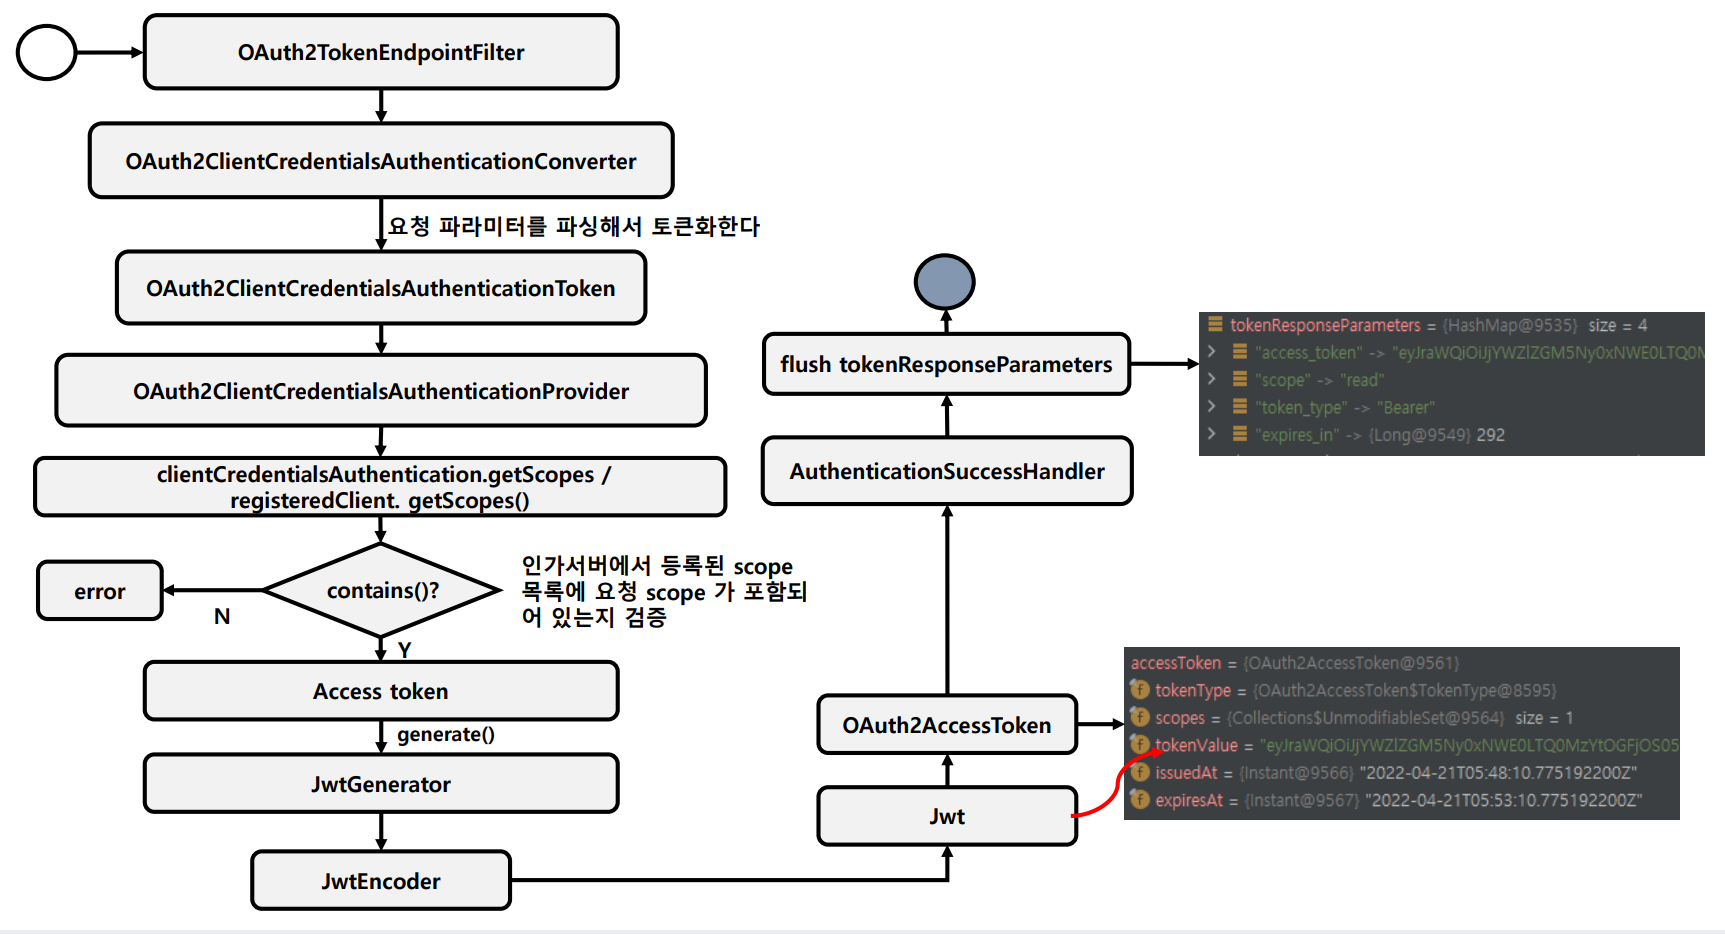 OAuth2TokenEndpointFilter
OAuth2ClientCredentialsAuthenticationConverter
요청 파라미터를 파싱해서 토큰화한다
OAuth2ClientCredentialsAuthenticationToken
OAuth2ClientCredentialsAuthenticationProvider
clientCredentialsAuthentication.getScopes /
registeredClient. getScopes()
contains()?
인가서버에서 등록된 scope
목록에 요청 scope 가 포함되
어 있는지 검증
error
N
Y
Access token
generate()
JwtGenerator
JwtEncoder
Jwt
OAuth2AccessToken
AuthenticationSuccessHandler
flush tokenResponseParameters
tokenResponseParameters = {HashMap@9535} size = 4
"access_token" ->
"scope" -> "read"
"token_type" -> "Bearer"
"expires_in" -> {Long@9549} 292
accessToken = {OAuth2AccessToken@9561}
tokenType = {OAuth2AccessToken$TokenType@8595}
scopes = {Collections$UnmodifiableSet@9564} size = 1
tokenValue =
issuedAt = {Instant@9566} "2022-04-21T05:48:10.775192200Z"
expiresAt = {Instant@9567} "2022-04-21T05:53:10.775192200Z"